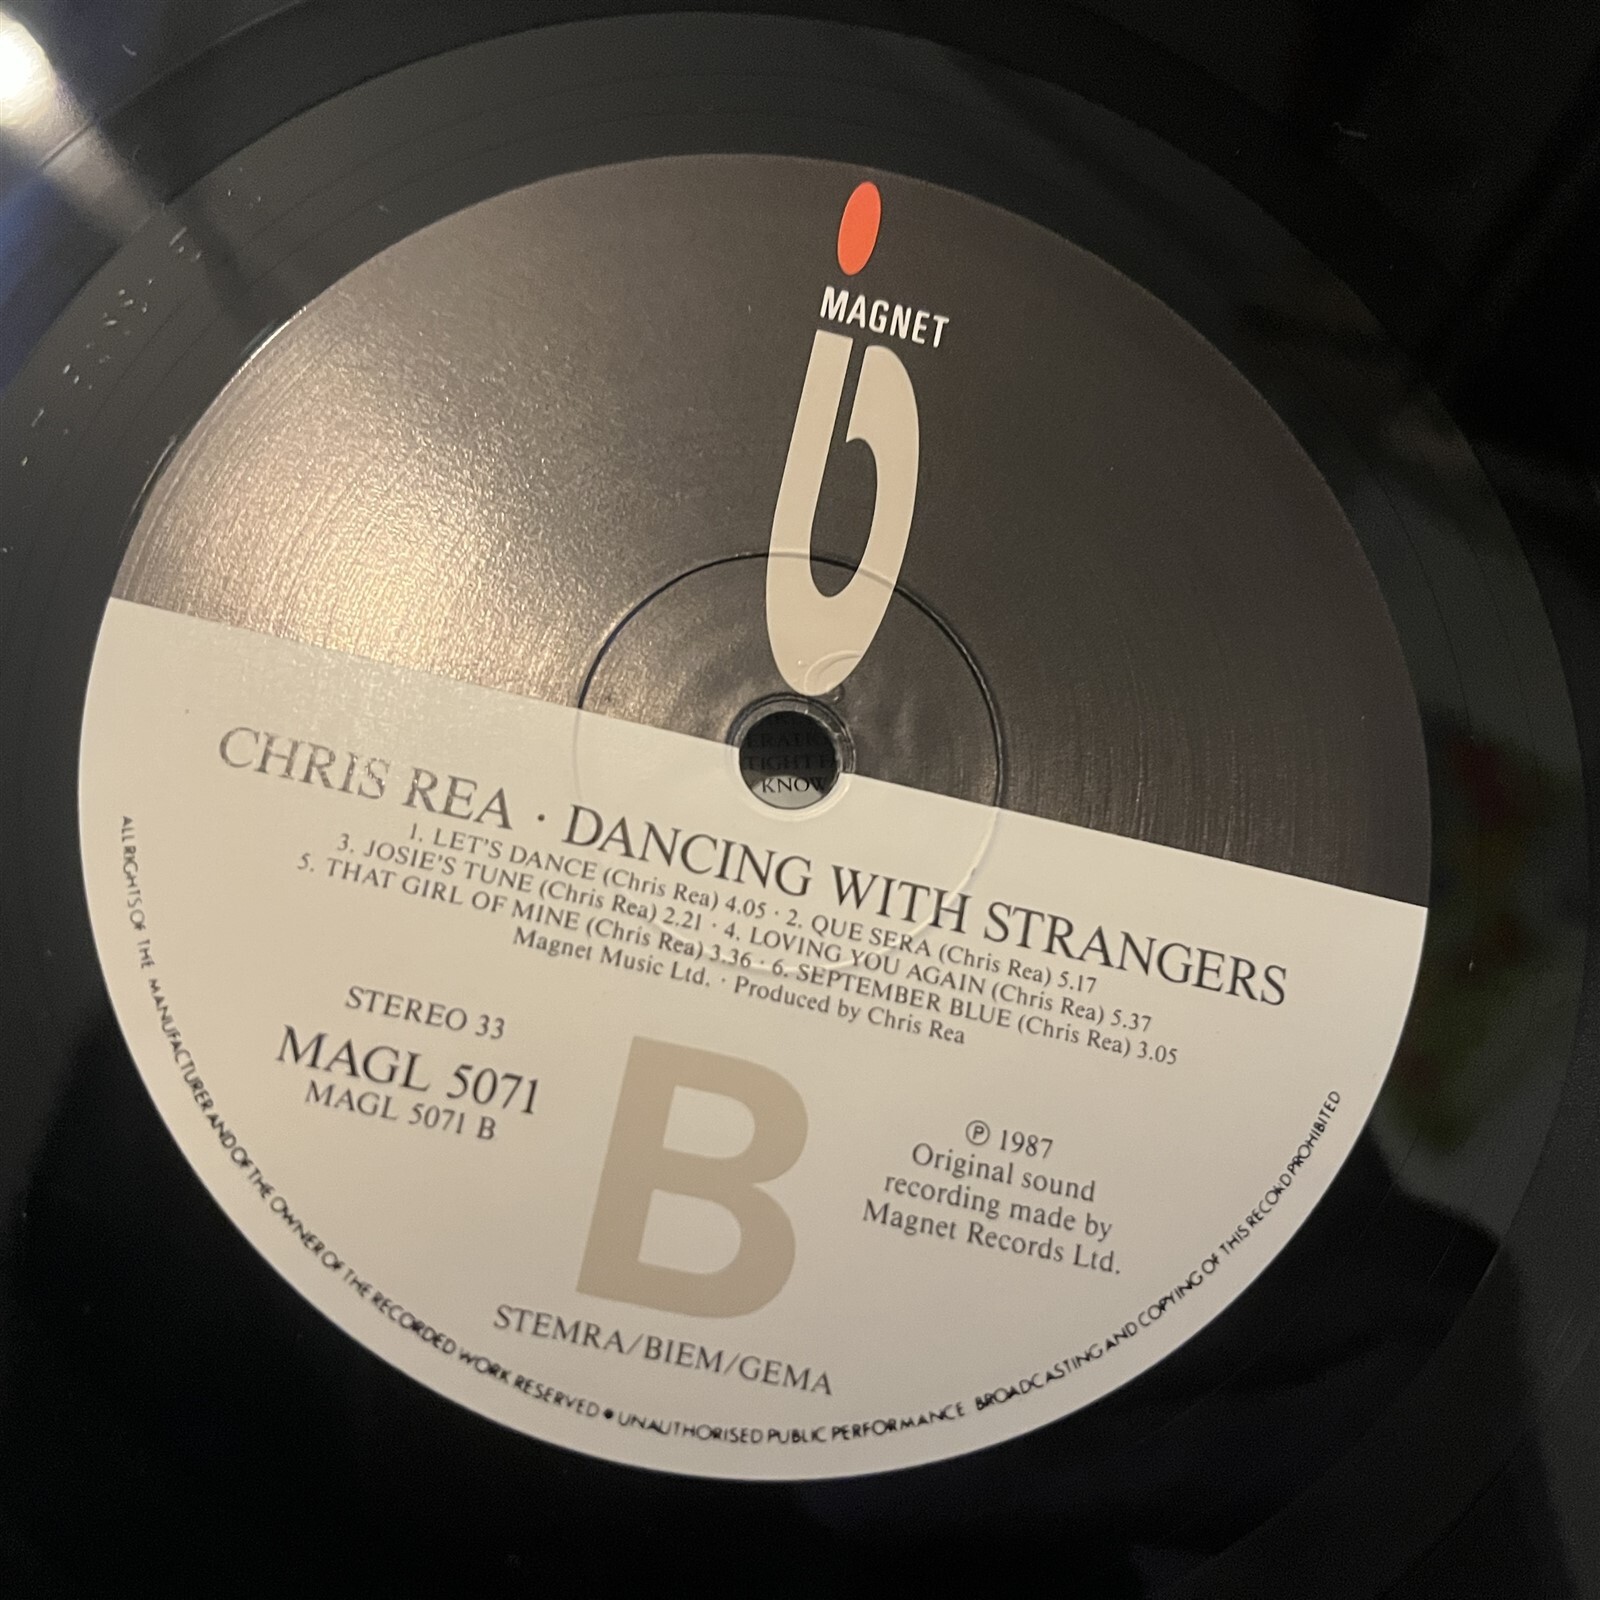 MAGNET
CHRIS REA · DANCING WITH STRANGERS
1. LET'S DANCE (Chris Rea) 4.05 · 2. QUE SERA (Chris Rea) 5.17
3. JOSIE'S TUNE (Chris Rea) 2.21 · 4. LOVING YOU AGAIN (Chris Rea) 5.37
5. THAT GIRL OF MINE (Chris Rea) 3.36 · 6. SEPTEMBER BLUE (Chris Rea) 3.05
Magnet Music Ltd. · Produced by Chris Rea
STEREO 33
MAGL 5071
MAGL 5071 B
B
℗ 1987
Original sound
recording made by
Magnet Records Ltd.
STEMRA/BIEM/GEMA
ALL RIGHTS OF THE MANUFACTURER AND OF THE OWNER OF THE RECORDED WORK RESERVED • UNAUTHORISED PUBLIC PERFORMANCE BROADCASTING AND COPYING OF THIS RECORD PROHIBITED
KNOW